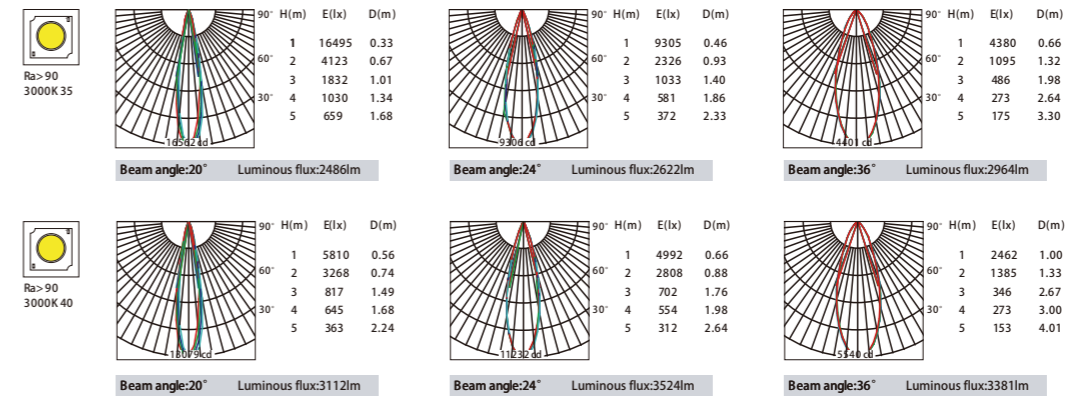 Ra>90
3000K 35
90° H(m) E(lx) D(m)
1 16495 0.33
60° 2 4123 0.67
3 1832 1.01
30° 4 1030 1.34
5 659 1.68
16562 cd
Beam angle:20° Luminous flux:2486lm
90° H(m) E(lx) D(m)
1 9305 0.46
60° 2 2326 0.93
3 1033 1.40
30° 4 581 1.86
5 372 2.33
9306 cd
Beam angle:24° Luminous flux:2622lm
90° H(m) E(lx) D(m)
1 4380 0.66
60° 2 1095 1.32
3 486 1.98
30° 4 273 2.64
5 175 3.30
4401 cd
Beam angle:36° Luminous flux:2964lm
Ra>90
3000K 40
90° H(m) E(lx) D(m)
1 5810 0.56
60° 2 3268 0.74
3 817 1.49
30° 4 645 1.68
5 363 2.24
13079 cd
Beam angle:20° Luminous flux:3112lm
90° H(m) E(lx) D(m)
1 4992 0.66
60° 2 2808 0.88
3 702 1.76
30° 4 554 1.98
5 312 2.64
11232 cd
Beam angle:24° Luminous flux:3524lm
90° H(m) E(lx) D(m)
1 2462 1.00
60° 2 1385 1.33
3 346 2.67
30° 4 273 3.00
5 153 4.01
5540 cd
Beam angle:36° Luminous flux:3381lm